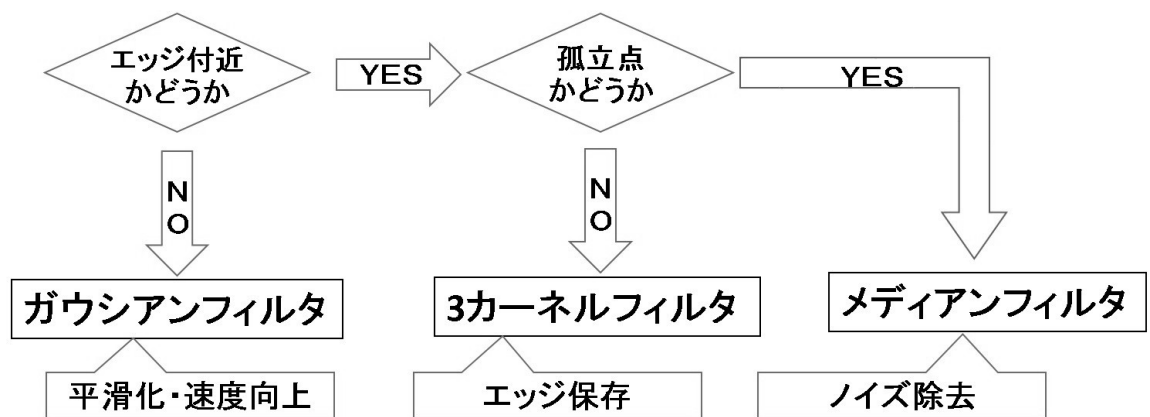 エッジ付近
かどうか
YES
孤立点
かどうか
YES
NO
NO
ガウシアンフィルタ
3カーネルフィルタ
メディアンフィルタ
平滑化・速度向上
エッジ保存
ノイズ除去